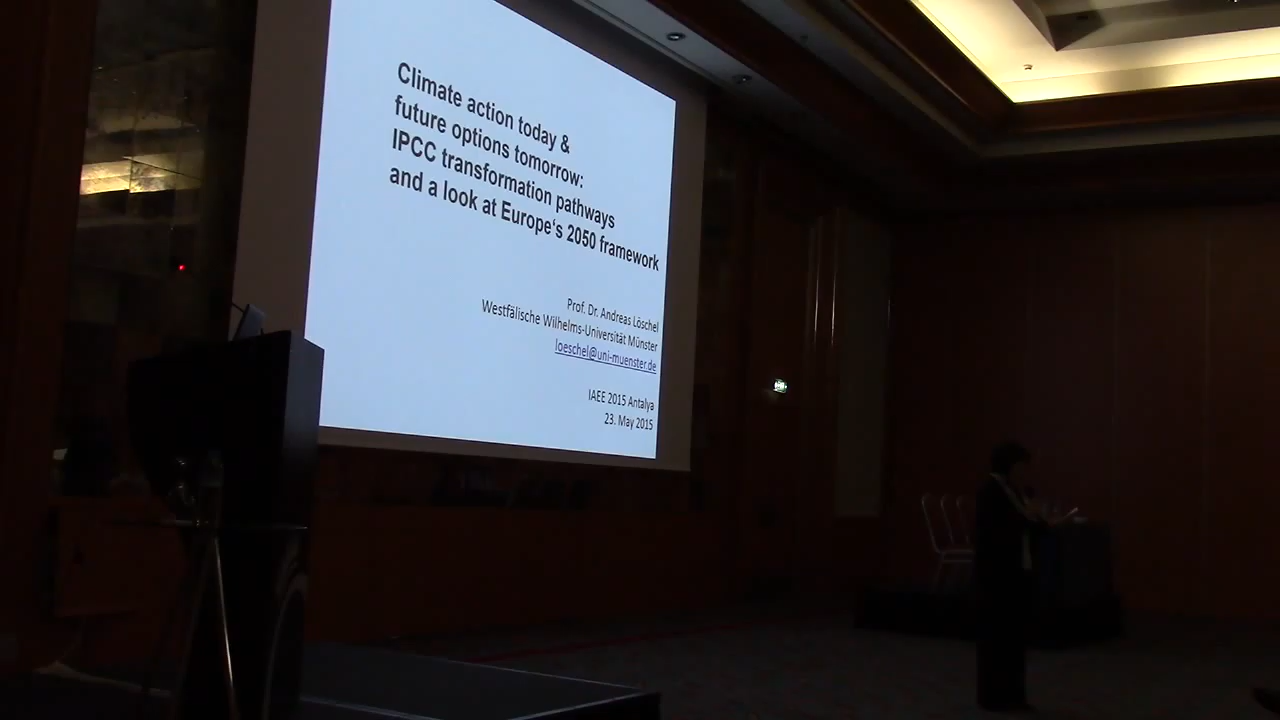 Climate action today &
future options tomorrow:
IPCC transformation pathways
and a look at Europe‘s 2050 framework
Prof. Dr. Andreas Löschel
Westfälische Wilhelms-Universität Münster
loeschel@uni-muenster.de
IAEE 2015 Antalya
23. May 2015